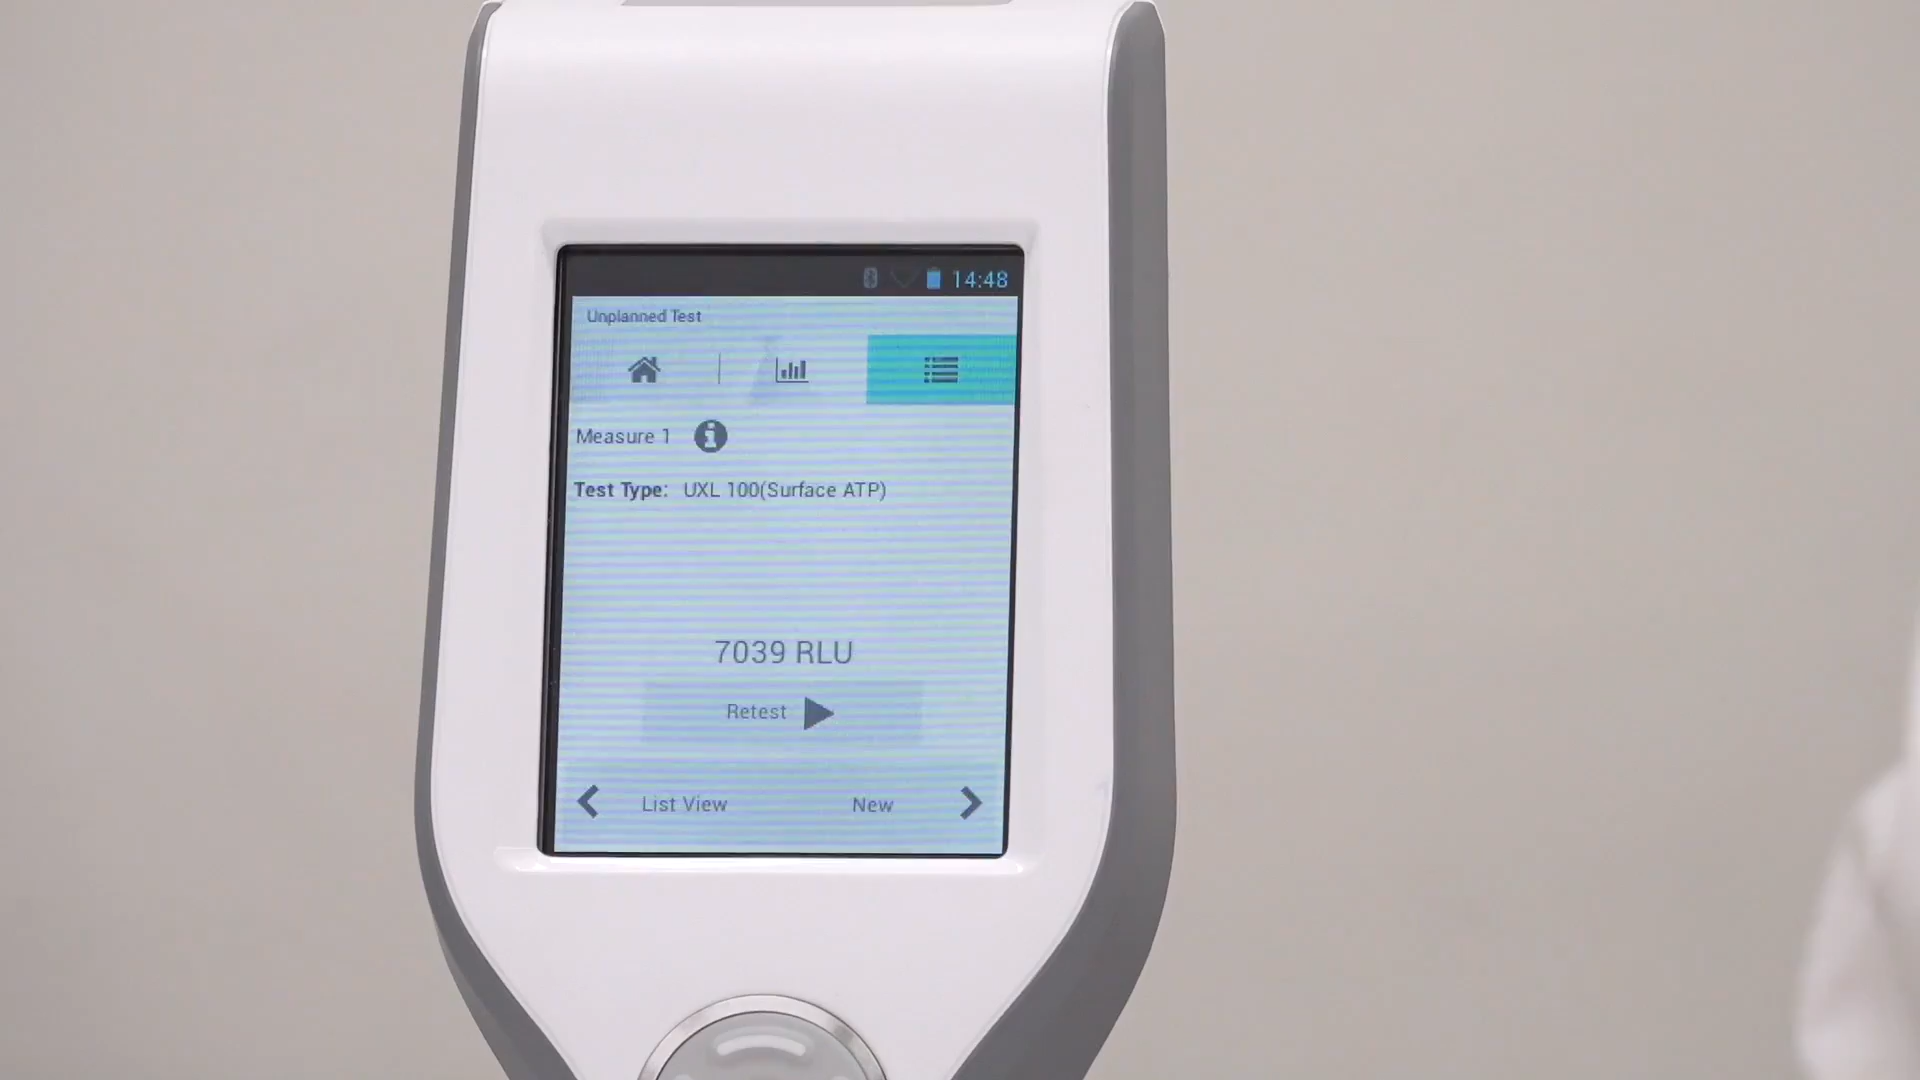 14:48
Unplanned Test
Measure 1
Test Type: UXL 100(Surface ATP)
7039 RLU
Retest
List View New